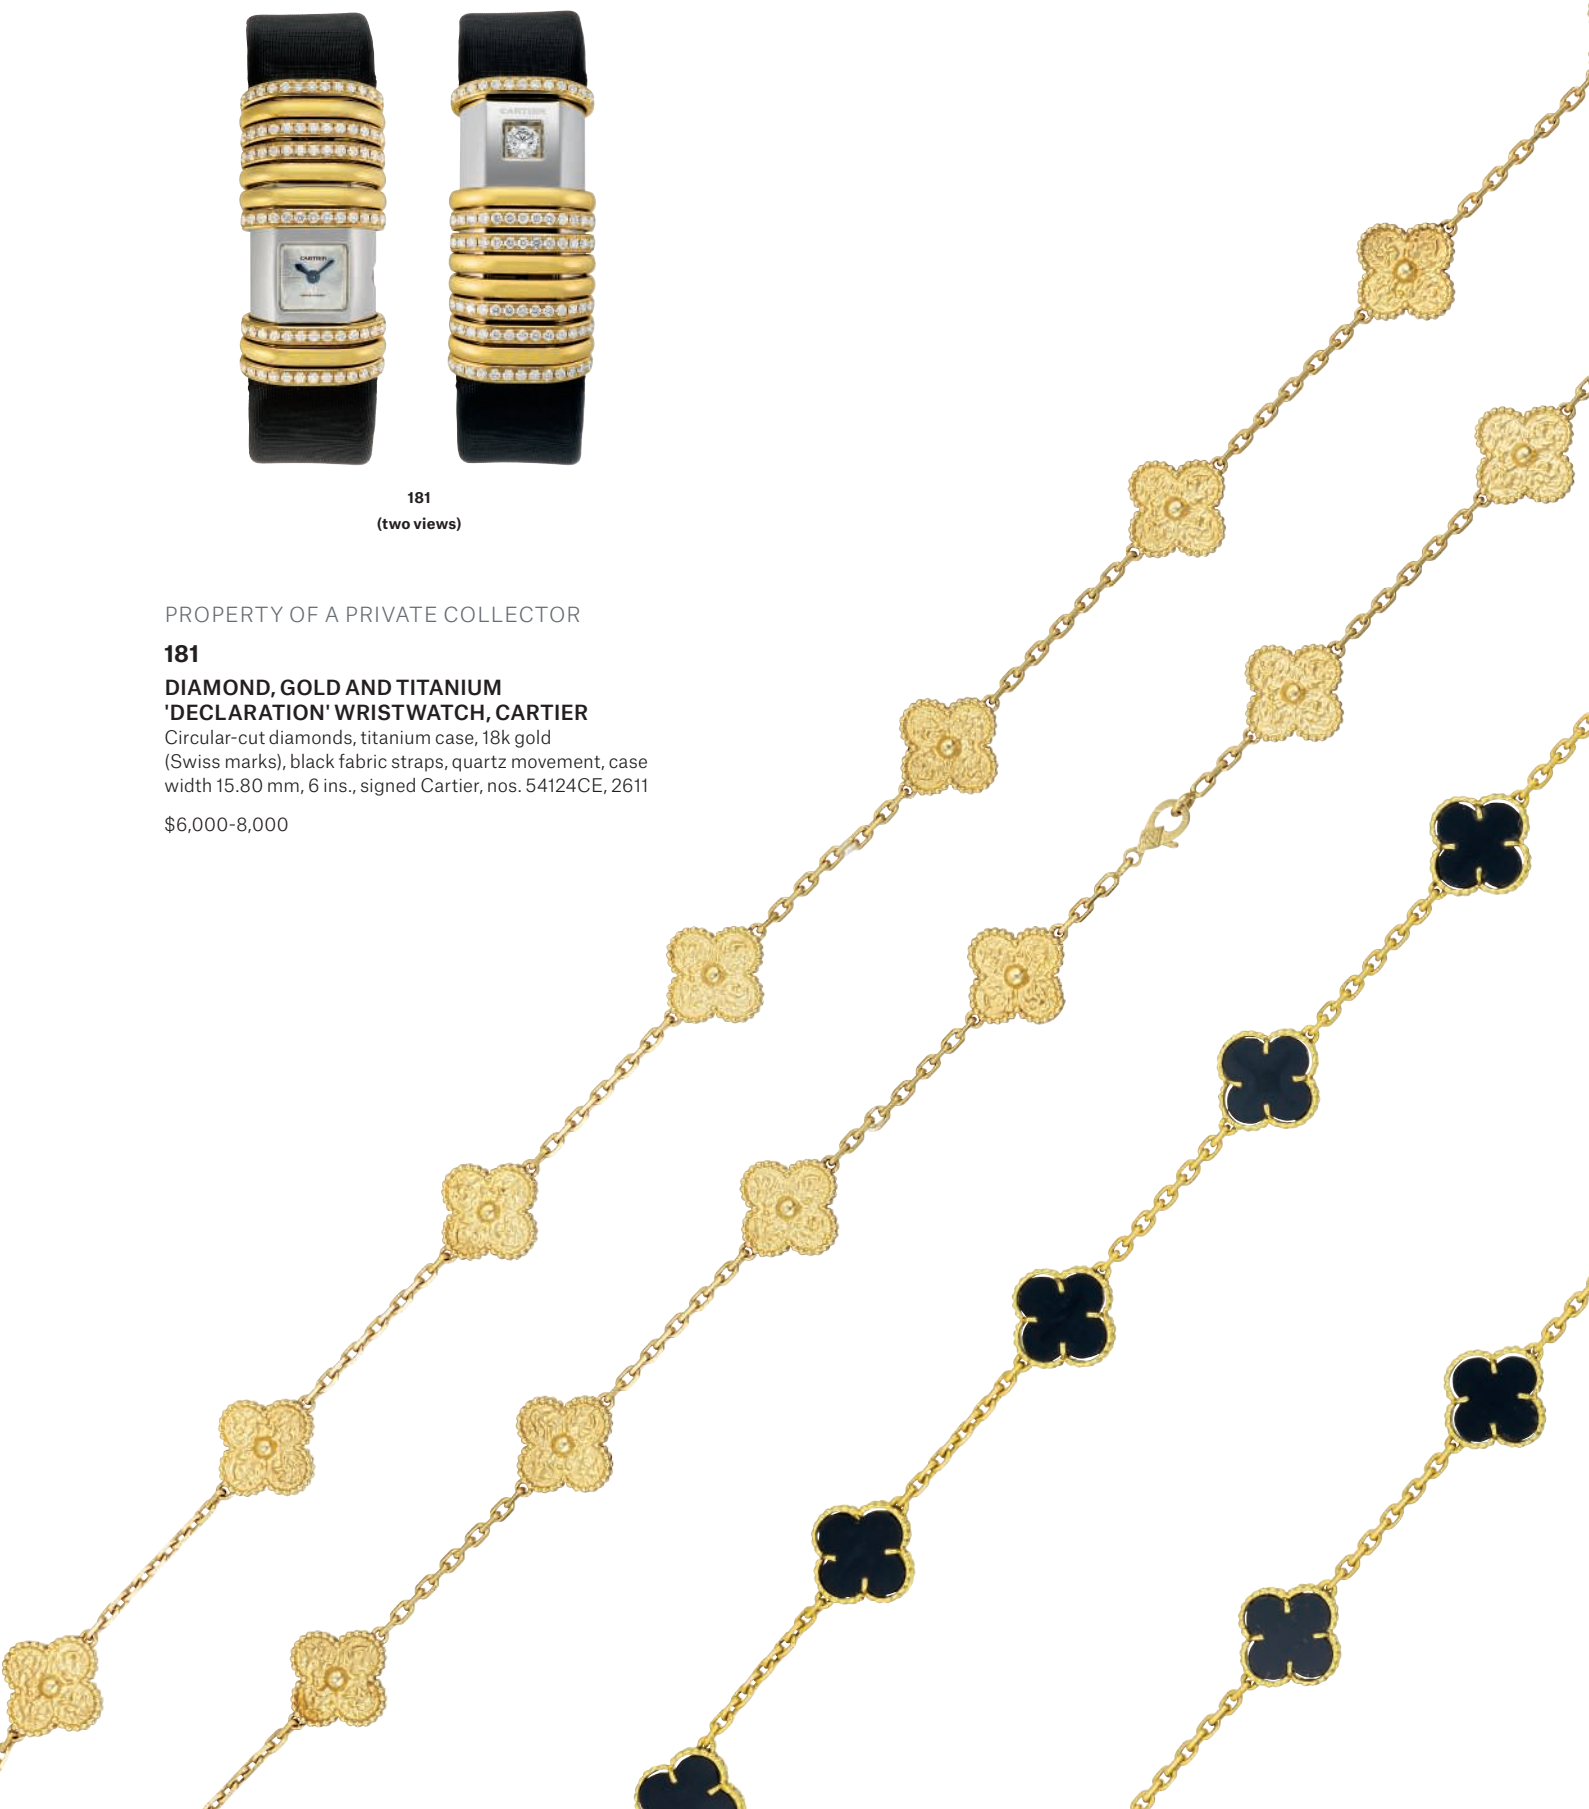 CARTIER
CARTIER
181
(two views)
PROPERTY OF A PRIVATE COLLECTOR
181
DIAMOND, GOLD AND TITANIUM
'DECLARATION' WRISTWATCH, CARTIER
Circular-cut diamonds, titanium case, 18k gold
(Swiss marks), black fabric straps, quartz movement, case
width 15.80 mm, 6 ins., signed Cartier, nos. 54124CE, 2611
$6,000-8,000